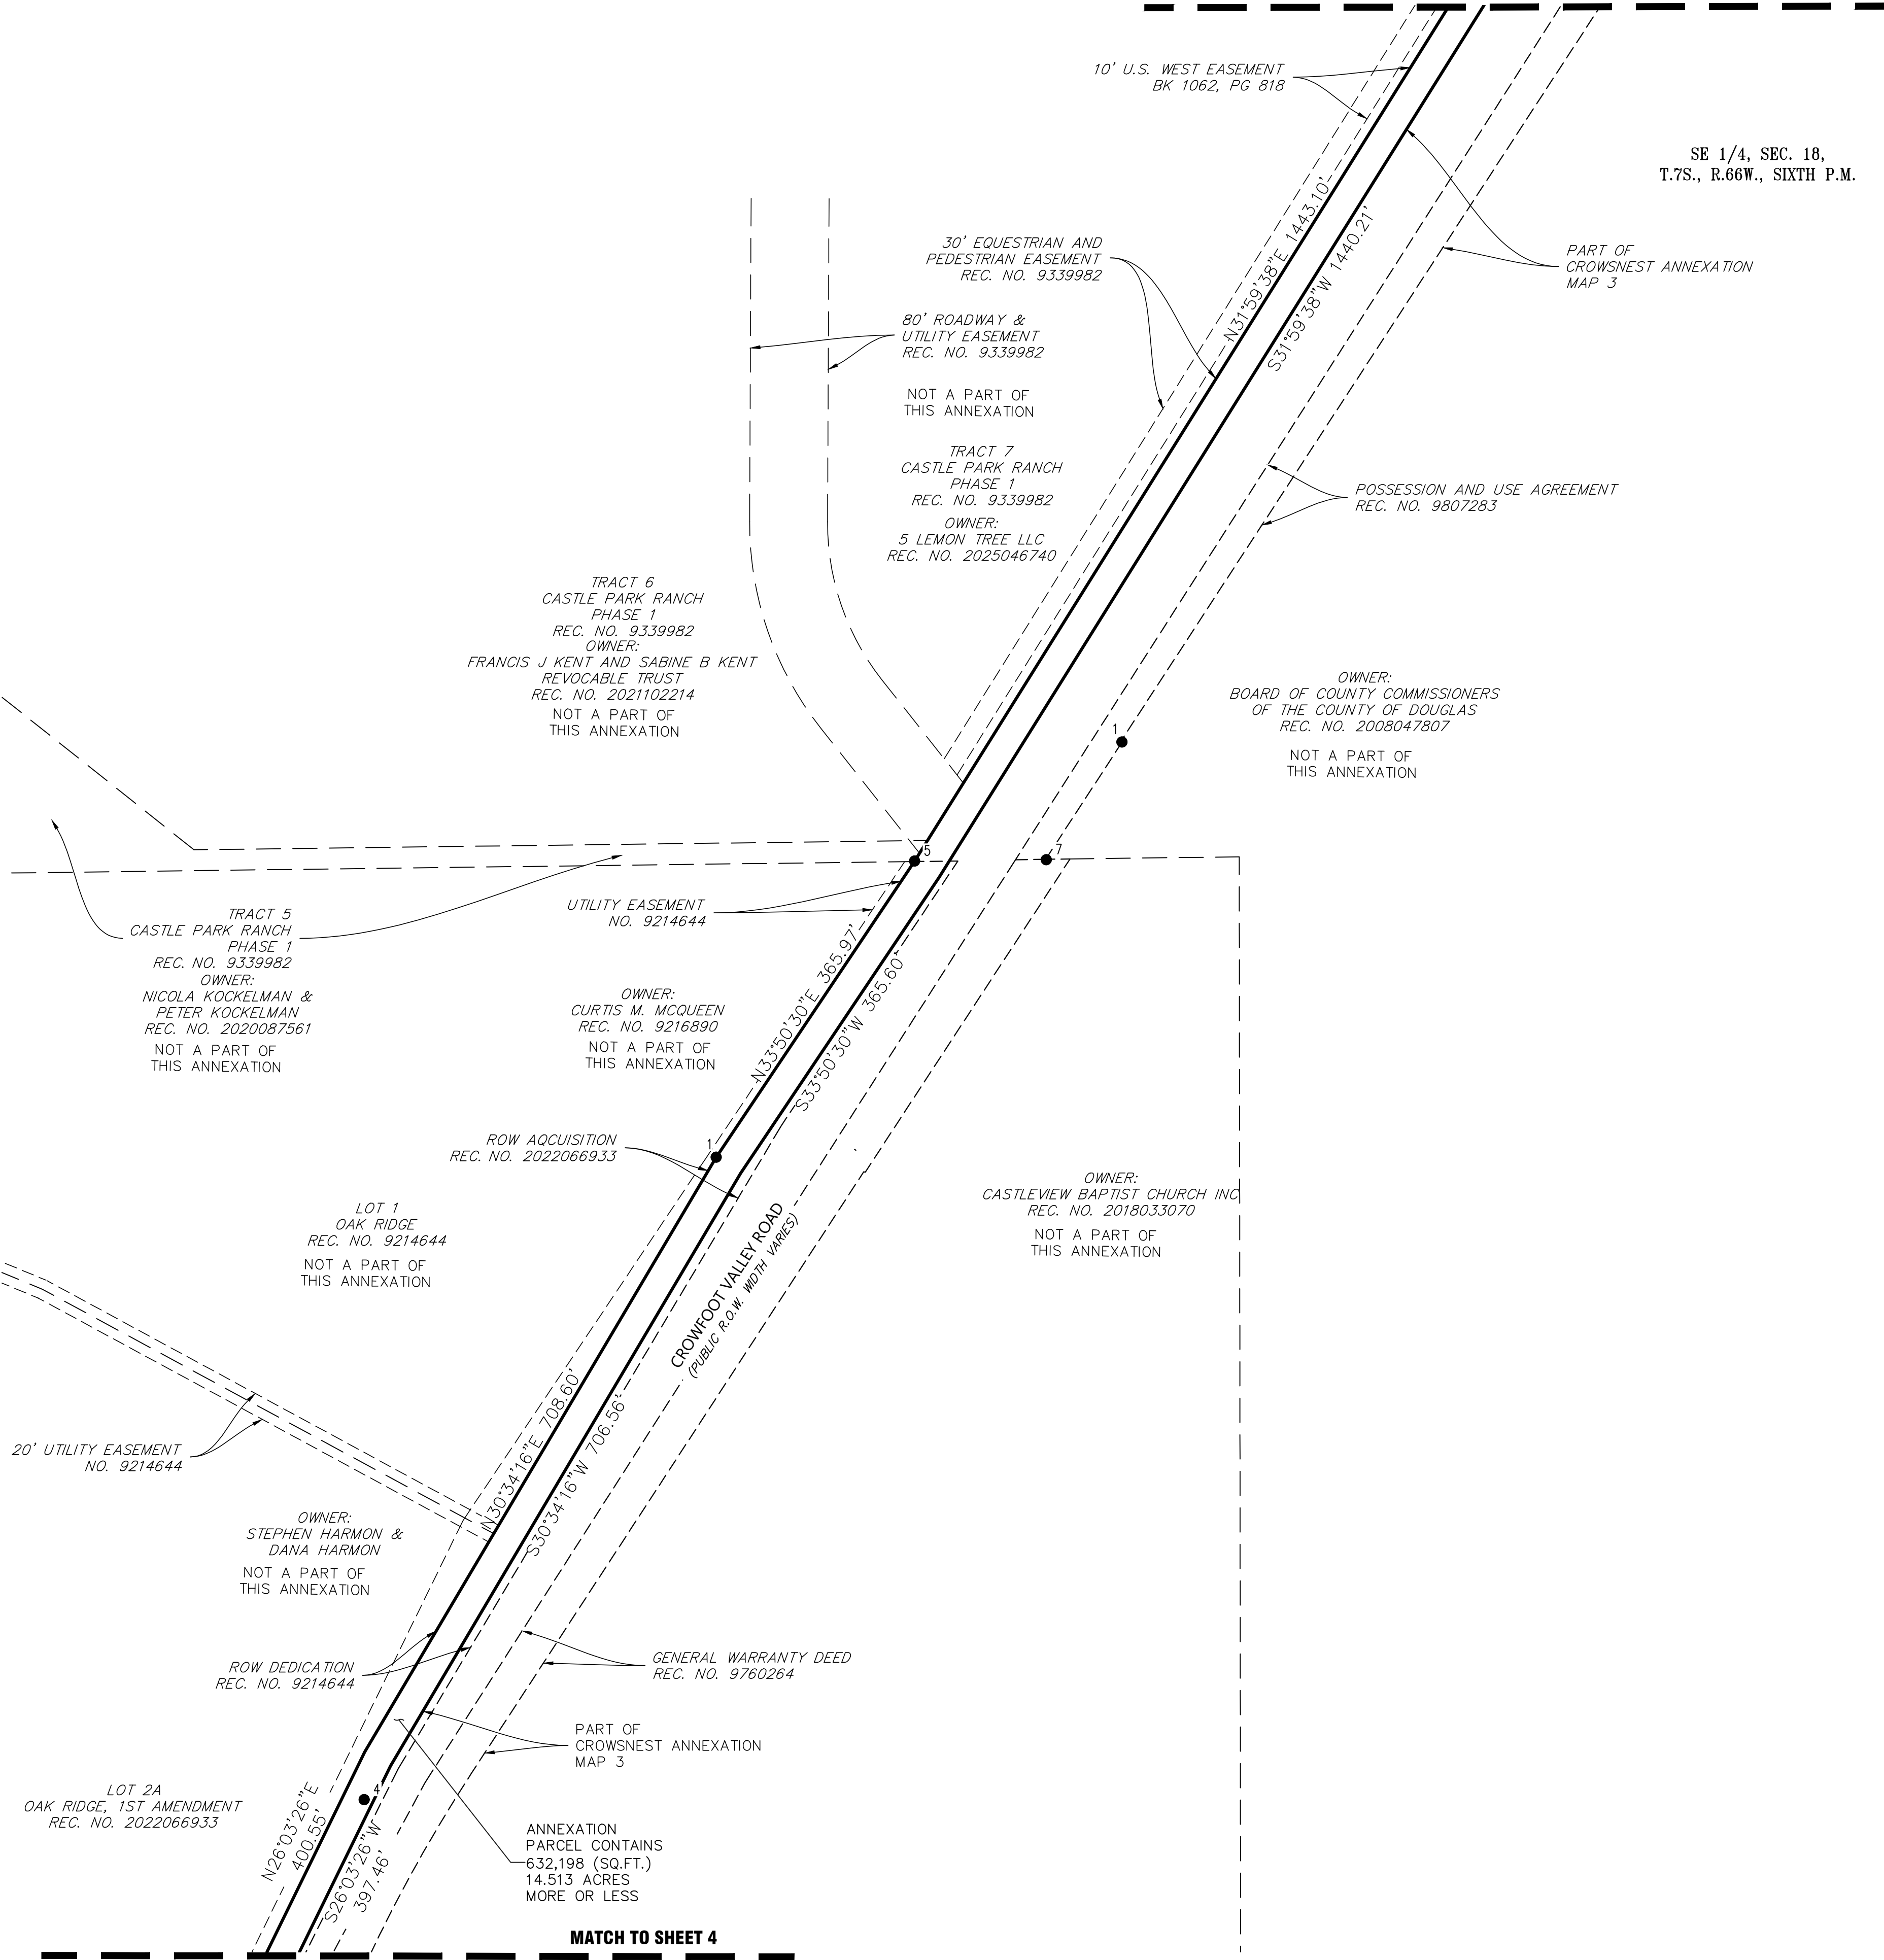 10' U.S. WEST EASEMENT
BK 1062, PG 818
SE 1/4, SEC. 18,
T.7S., R.66W., SIXTH P.M.
N31°59'38"E 1443.10'
S31°59'38"W 1440.21'
30' EQUESTRIAN AND
PEDESTRIAN EASEMENT
REC. NO. 9339982
PART OF
CROWSNEST ANNEXATION
MAP 3
80' ROADWAY &
UTILITY EASEMENT
REC. NO. 9339982
NOT A PART OF
THIS ANNEXATION
TRACT 7
CASTLE PARK RANCH
PHASE 1
REC. NO. 9339982
OWNER:
5 LEMON TREE LLC
REC. NO. 2025046740
POSSESSION AND USE AGREEMENT
REC. NO. 9807283
TRACT 6
CASTLE PARK RANCH
PHASE 1
REC. NO. 9339982
OWNER:
FRANCIS J KENT AND SABINE B KENT
REVOCABLE TRUST
REC. NO. 2021102214
NOT A PART OF
THIS ANNEXATION
OWNER:
BOARD OF COUNTY COMMISSIONERS
OF THE COUNTY OF DOUGLAS
REC. NO. 2008047807
NOT A PART OF
THIS ANNEXATION
1
5
7
UTILITY EASEMENT
NO. 9214644
TRACT 5
CASTLE PARK RANCH
PHASE 1
REC. NO. 9339982
OWNER:
NICOLA KOCKELMAN &
PETER KOCKELMAN
REC. NO. 2020087561
NOT A PART OF
THIS ANNEXATION
OWNER:
CURTIS M. MCQUEEN
REC. NO. 9216890
NOT A PART OF
THIS ANNEXATION
N33°50'30"E 365.97'
S33°50'30"W 365.60'
1
ROW AQCUISITION
REC. NO. 2022066933
LOT 1
OAK RIDGE
REC. NO. 9214644
NOT A PART OF
THIS ANNEXATION
OWNER:
CASTLEVIEW BAPTIST CHURCH INC
REC. NO. 2018033070
NOT A PART OF
THIS ANNEXATION
CROWFOOT VALLEY ROAD
(PUBLIC R.O.W. WIDTH VARIES)
N30°34'16"E 708.60'
S30°34'16"W 706.56'
20' UTILITY EASEMENT
NO. 9214644
OWNER:
STEPHEN HARMON &
DANA HARMON
NOT A PART OF
THIS ANNEXATION
ROW DEDICATION
REC. NO. 9214644
GENERAL WARRANTY DEED
REC. NO. 9760264
PART OF
CROWSNEST ANNEXATION
MAP 3
LOT 2A
OAK RIDGE, 1ST AMENDMENT
REC. NO. 2022066933
4
N26°03'26"E
400.55'
S26°03'26"W
397.46'
ANNEXATION
PARCEL CONTAINS
632,198 (SQ.FT.)
14.513 ACRES
MORE OR LESS
MATCH TO SHEET 4